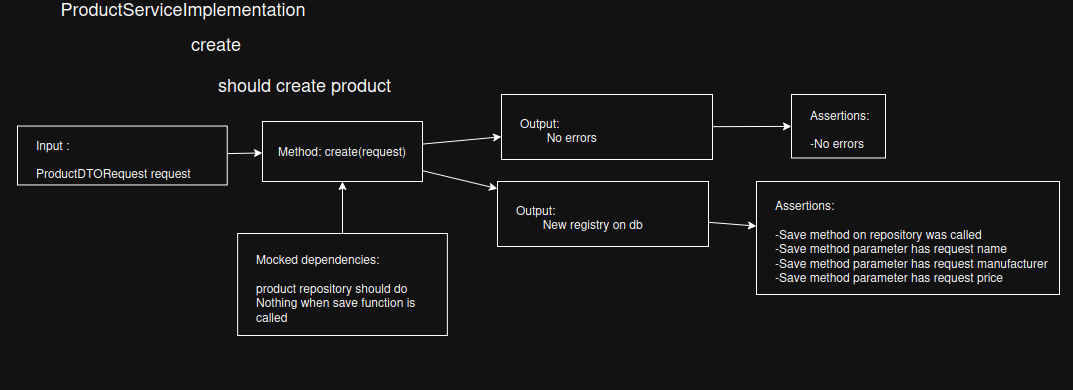 ProductServiceImplementation
create
should create product
Input :
ProductDTORequest request
Method: create(request)
Mocked dependencies:
product repository should do
Nothing when save function is
called
Output:
No errors
Assertions:
-No errors
Output:
New registry on db
Assertions:
-Save method on repository was called
-Save method parameter has request name
-Save method parameter has request manufacturer
-Save method parameter has request price